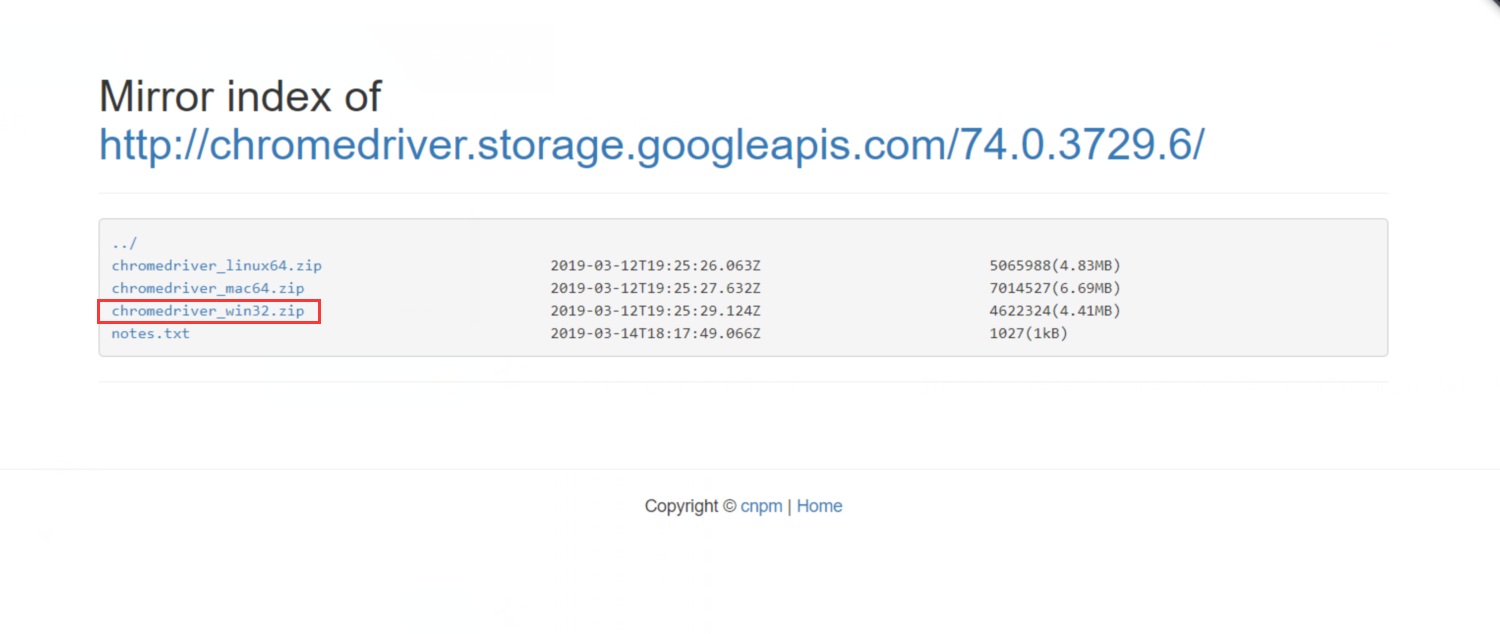 Mirror index of
http://chromedriver.storage.googleapis.com/74.0.3729.6/
../
chromedriver_linux64.zip 2019-03-12T19:25:26.063Z 5065988(4.83MB)
chromedriver_mac64.zip 2019-03-12T19:25:27.632Z 7014527(6.69MB)
chromedriver_win32.zip 2019-03-12T19:25:29.124Z 4622324(4.41MB)
notes.txt 2019-03-14T18:17:49.066Z 1027(1kB)
Copyright © cnpm | Home